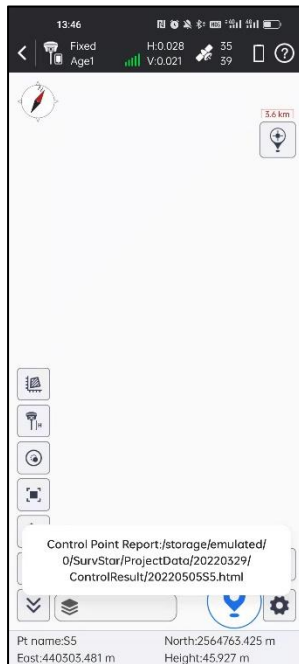 13:46
Fixed
Age1
H:0.028
V:0.021
35
39
3.6 km
Control Point Report:/storage/emulated/
0/SurvStar/ProjectData/20220329/
ControlResult/20220505S5.html
Pt name:S5
North:2564763.425 m
East:440303.481 m
Height:45.927 m